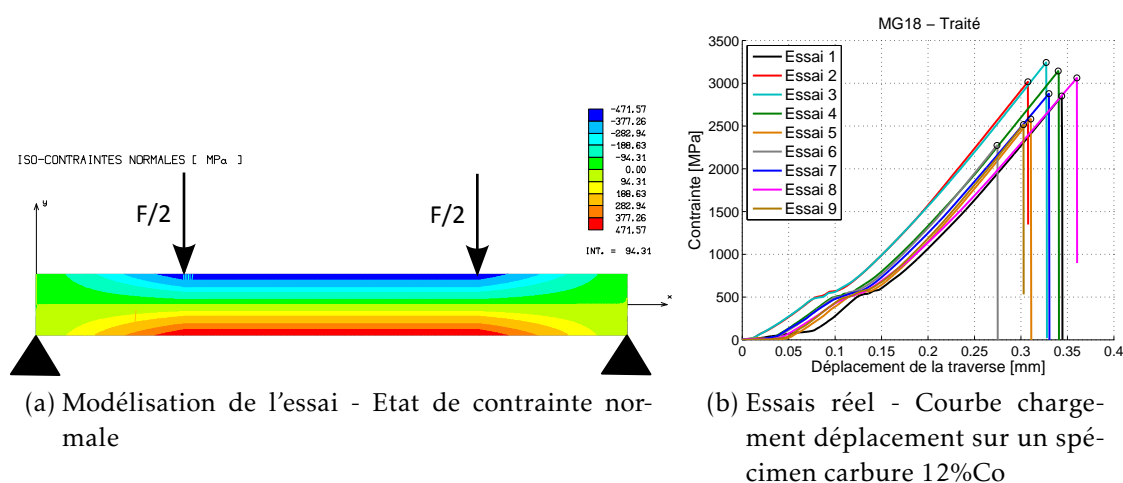 ISO-CONTRAINTES NORMALES [ MPa ]
F/2
F/2
y
x
-471.57
-377.26
-282.94
-188.63
-94.31
0.00
94.31
188.63
282.94
377.26
471.57
INT. = 94.31
(a) Modélisation de l'essai - Etat de contrainte nor-
male
MG18 – Traité
Contrainte [MPa]
3500
3000
2500
2000
1500
1000
500
0
Essai 1
Essai 2
Essai 3
Essai 4
Essai 5
Essai 6
Essai 7
Essai 8
Essai 9
0 0.05 0.1 0.15 0.2 0.25 0.3 0.35 0.4
Déplacement de la traverse [mm]
(b) Essais réel - Courbe charge-
ment déplacement sur un spé-
cimen carbure 12%Co